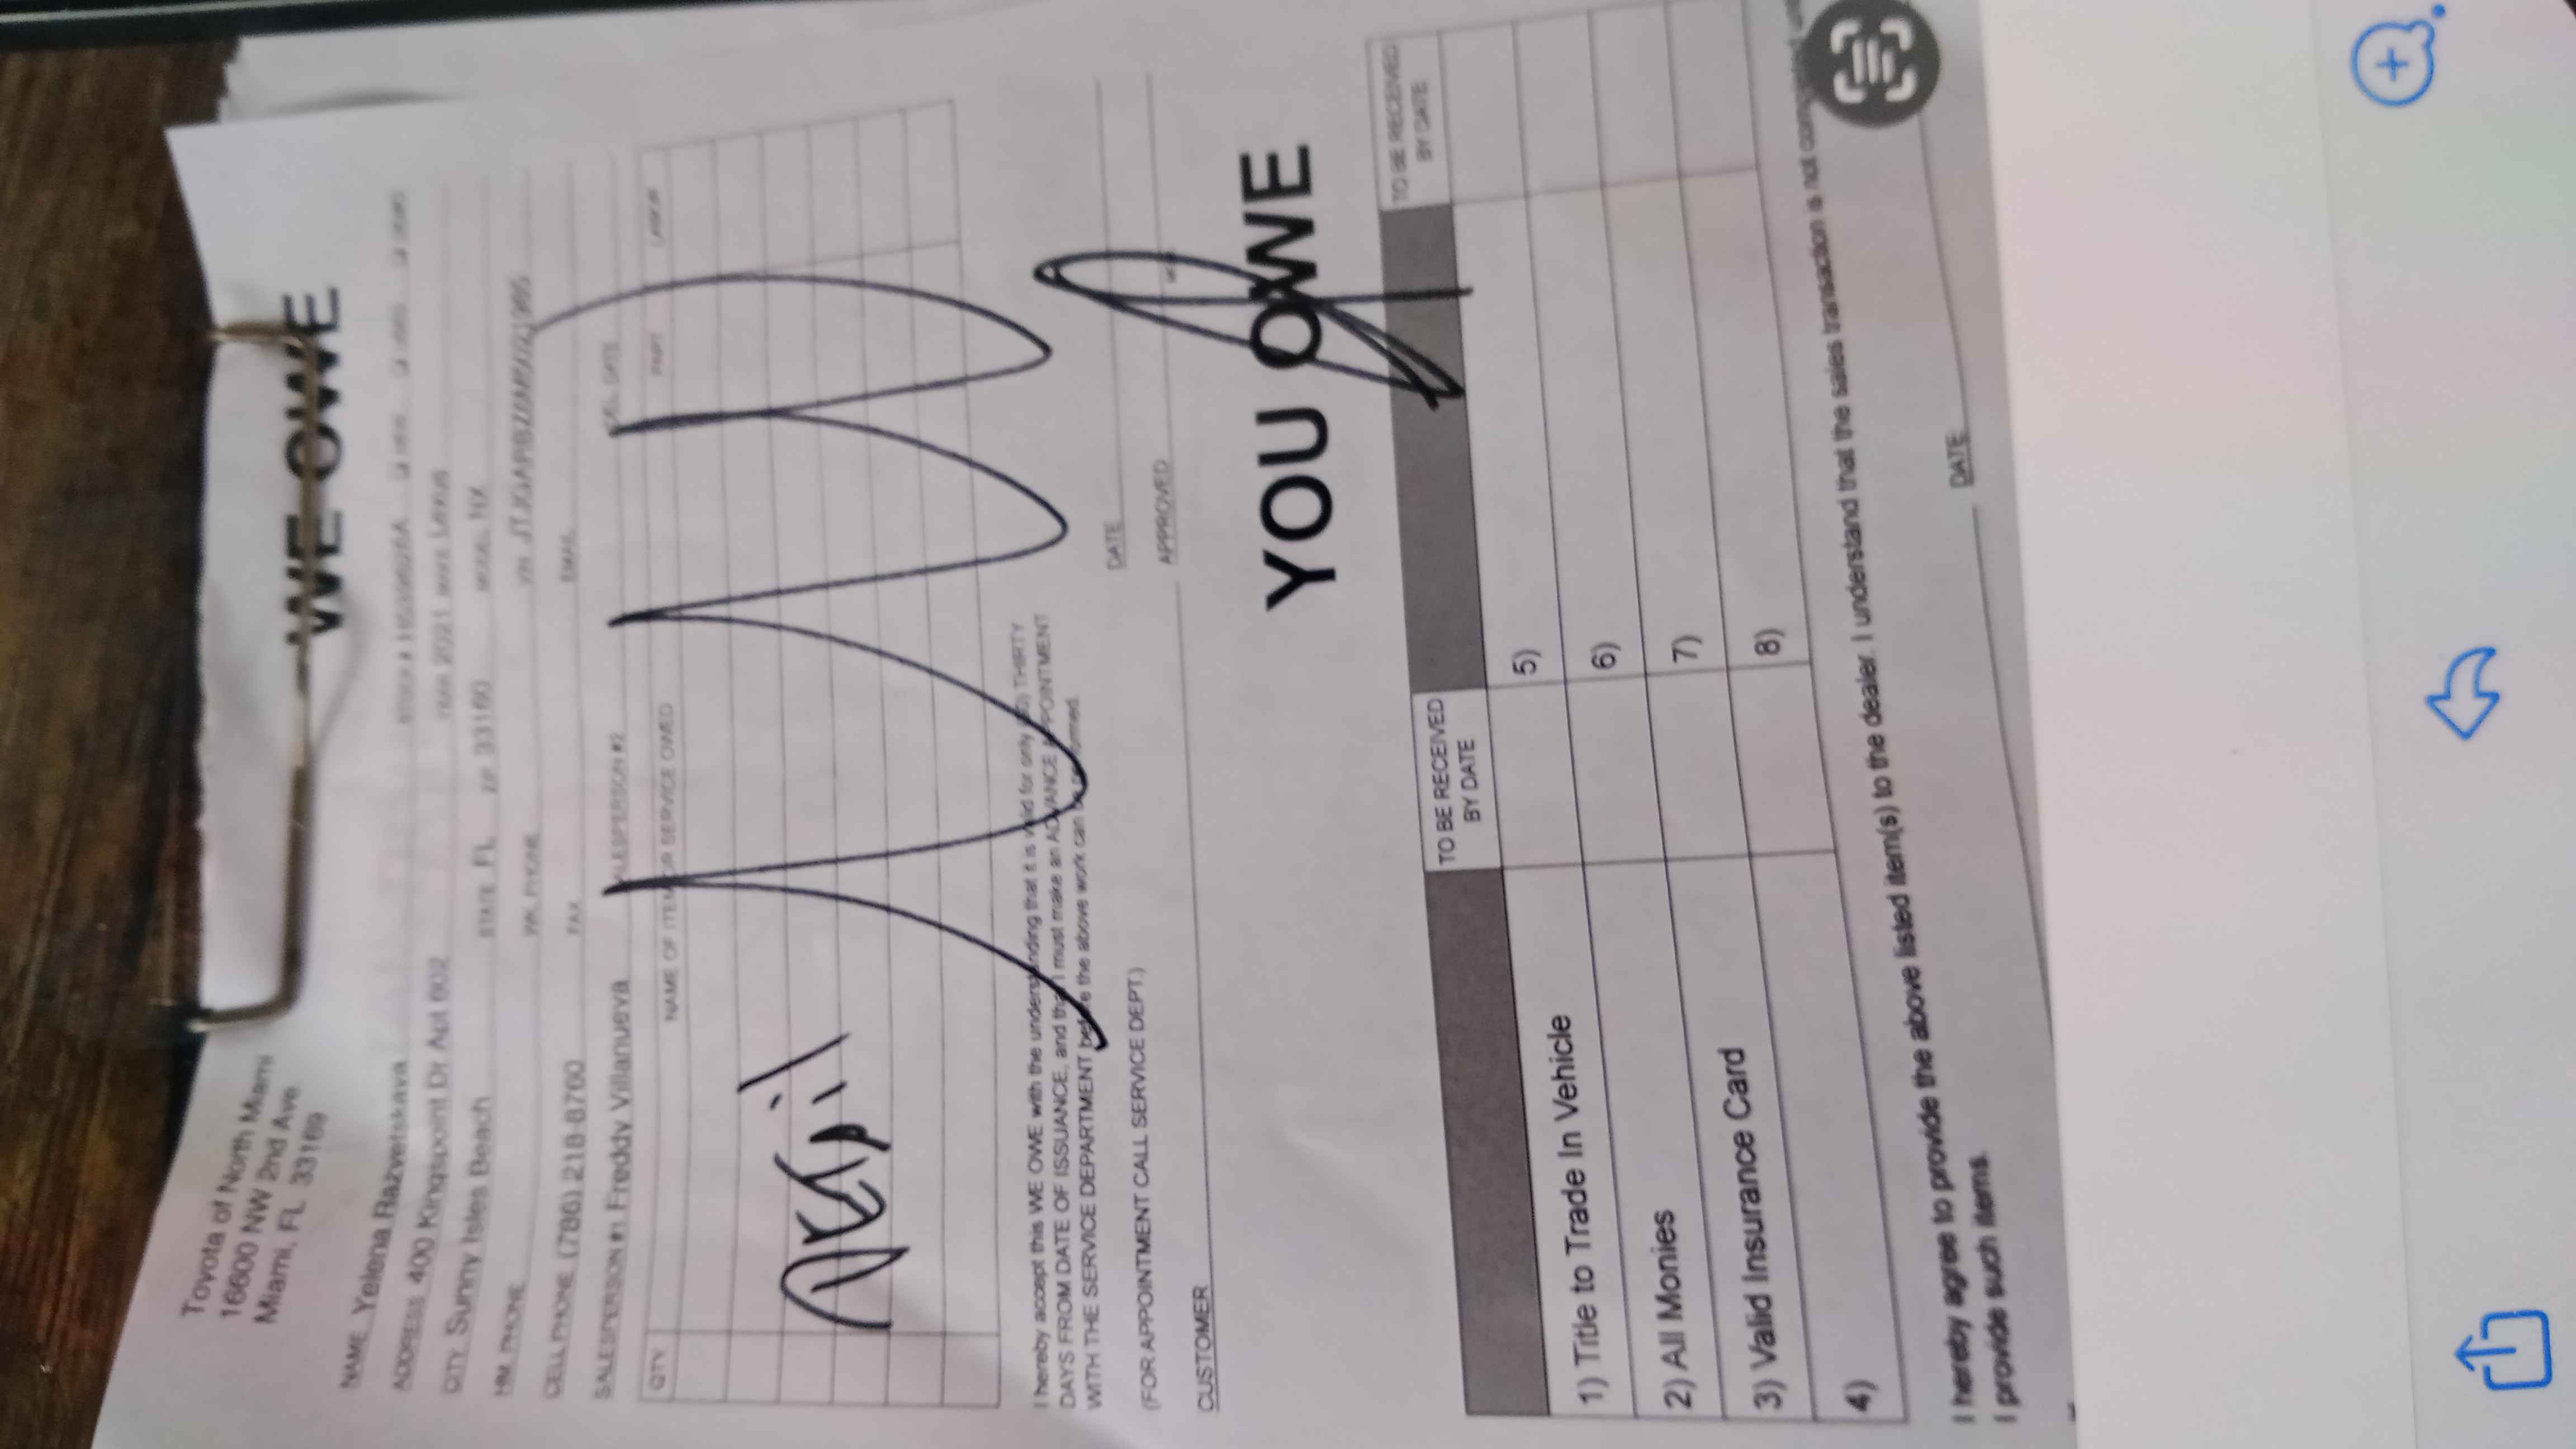 Toyota of North Miami
16600 NW 2nd Ave
Miami, FL 33169
WE OWE
NAME Yelena Razvetskaya
YEAR 2021 MAKE Lexus
ADDRESS 400 Kingspoint Dr Apt 602
MODEL NX
CITY Sunny Isles Beach STATE FL ZIP 33160
VIN
HM. PHONE WK. PHONE
EMAIL
CELL PHONE (786) 218-8760 FAX
DEL. DATE
SALESPERSON #1 Freddy Villanueva SALESPERSON #2
QTY NAME OF ITEM OR SERVICE OWED PART LABOR
I hereby accept this WE OWE with the understanding that it is valid for only THIRTY
DAYS FROM DATE OF ISSUANCE, and that I must make an ADVANCE APPOINTMENT
WITH THE SERVICE DEPARTMENT before the above work can be performed.
DATE
(FOR APPOINTMENT CALL SERVICE DEPT.)
APPROVED
CUSTOMER
YOU OWE
TO BE RECEIVED BY DATE TO BE RECEIVED BY DATE
1) Title to Trade In Vehicle 5)
2) All Monies 6)
3) Valid Insurance Card 7)
4) 8)
I hereby agree to provide the above listed item(s) to the dealer. I understand that the sales transaction is not
I provide such items.
DATE